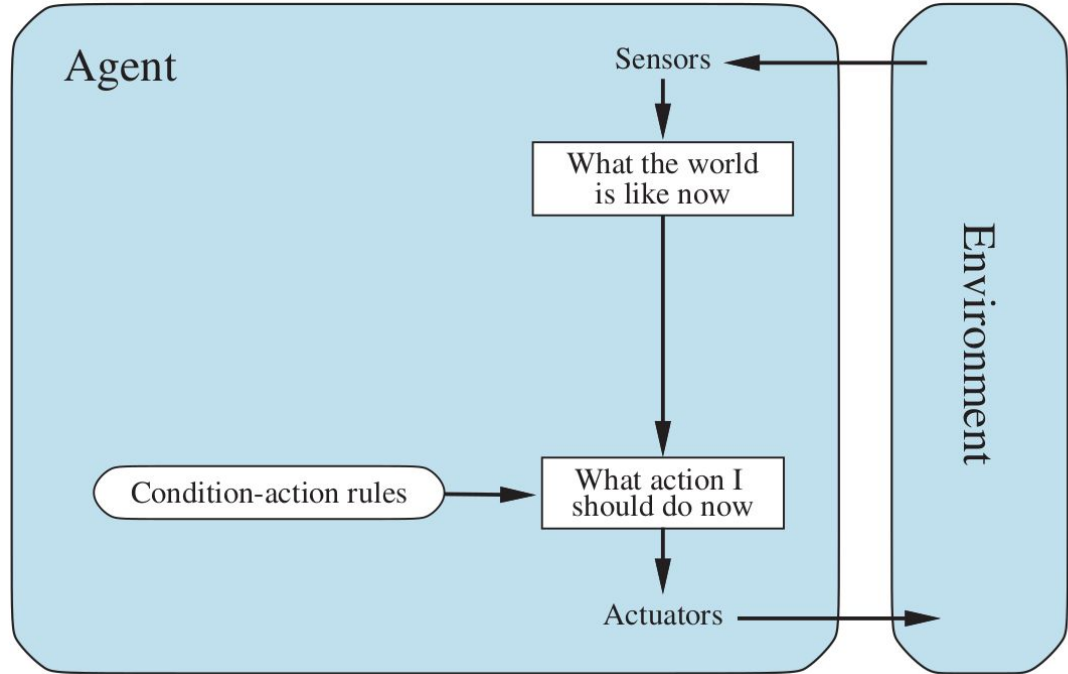 Agent
Sensors
What the world
is like now
Environment
Condition-action rules
What action I
should do now
Actuators